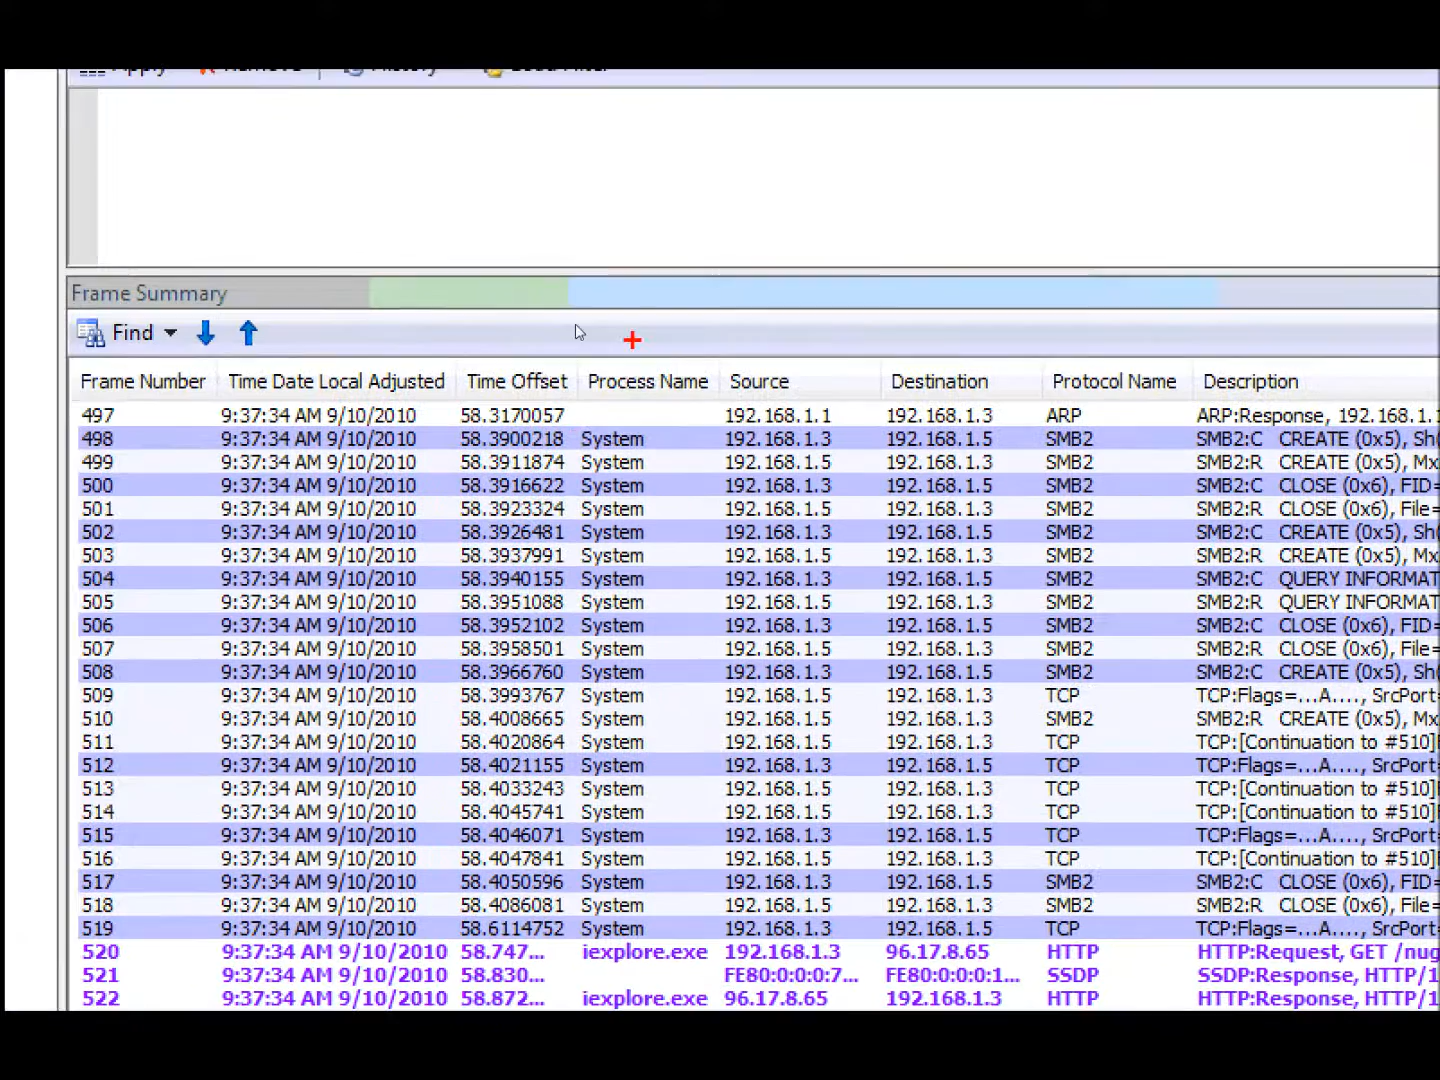 Apply Remove History Load Filter
Frame Summary
Find
Frame Number Time Date Local Adjusted Time Offset Process Name Source Destination Protocol Name Description
497 9:37:34 AM 9/10/2010 58.3170057 192.168.1.1 192.168.1.3 ARP ARP:Response, 192.168.1.1
498 9:37:34 AM 9/10/2010 58.3900218 System 192.168.1.3 192.168.1.5 SMB2 SMB2:C CREATE (0x5), Sh(
499 9:37:34 AM 9/10/2010 58.3911874 System 192.168.1.5 192.168.1.3 SMB2 SMB2:R CREATE (0x5), Mx
500 9:37:34 AM 9/10/2010 58.3916622 System 192.168.1.3 192.168.1.5 SMB2 SMB2:C CLOSE (0x6), FID=
501 9:37:34 AM 9/10/2010 58.3923324 System 192.168.1.5 192.168.1.3 SMB2 SMB2:R CLOSE (0x6), File=
502 9:37:34 AM 9/10/2010 58.3926481 System 192.168.1.3 192.168.1.5 SMB2 SMB2:C CREATE (0x5), Sh(
503 9:37:34 AM 9/10/2010 58.3937991 System 192.168.1.5 192.168.1.3 SMB2 SMB2:R CREATE (0x5), Mx
504 9:37:34 AM 9/10/2010 58.3940155 System 192.168.1.3 192.168.1.5 SMB2 SMB2:C QUERY INFORMAT
505 9:37:34 AM 9/10/2010 58.3951088 System 192.168.1.5 192.168.1.3 SMB2 SMB2:R QUERY INFORMAT
506 9:37:34 AM 9/10/2010 58.3952102 System 192.168.1.3 192.168.1.5 SMB2 SMB2:C CLOSE (0x6), FID=
507 9:37:34 AM 9/10/2010 58.3958501 System 192.168.1.5 192.168.1.3 SMB2 SMB2:R CLOSE (0x6), File=
508 9:37:34 AM 9/10/2010 58.3966760 System 192.168.1.3 192.168.1.5 SMB2 SMB2:C CREATE (0x5), Sh(
509 9:37:34 AM 9/10/2010 58.3993767 System 192.168.1.5 192.168.1.3 TCP TCP:Flags=...A...., SrcPort=
510 9:37:34 AM 9/10/2010 58.4008665 System 192.168.1.5 192.168.1.3 SMB2 SMB2:R CREATE (0x5), Mx
511 9:37:34 AM 9/10/2010 58.4020864 System 192.168.1.5 192.168.1.3 TCP TCP:[Continuation to #510]
512 9:37:34 AM 9/10/2010 58.4021155 System 192.168.1.3 192.168.1.5 TCP TCP:Flags=...A...., SrcPort=
513 9:37:34 AM 9/10/2010 58.4033243 System 192.168.1.5 192.168.1.3 TCP TCP:[Continuation to #510]
514 9:37:34 AM 9/10/2010 58.4045741 System 192.168.1.5 192.168.1.3 TCP TCP:[Continuation to #510]
515 9:37:34 AM 9/10/2010 58.4046071 System 192.168.1.3 192.168.1.5 TCP TCP:Flags=...A...., SrcPort=
516 9:37:34 AM 9/10/2010 58.4047841 System 192.168.1.5 192.168.1.3 TCP TCP:[Continuation to #510]
517 9:37:34 AM 9/10/2010 58.4050596 System 192.168.1.3 192.168.1.5 SMB2 SMB2:C CLOSE (0x6), FID=
518 9:37:34 AM 9/10/2010 58.4086081 System 192.168.1.5 192.168.1.3 SMB2 SMB2:R CLOSE (0x6), File=
519 9:37:34 AM 9/10/2010 58.6114752 System 192.168.1.3 192.168.1.5 TCP TCP:Flags=...A...., SrcPort=
520 9:37:34 AM 9/10/2010 58.747... iexplore.exe 192.168.1.3 96.17.8.65 HTTP HTTP:Request, GET /nug
521 9:37:34 AM 9/10/2010 58.830... FE80:0:0:0:7... FE80:0:0:0:1... SSDP SSDP:Response, HTTP/1
522 9:37:34 AM 9/10/2010 58.872... iexplore.exe 96.17.8.65 192.168.1.3 HTTP HTTP:Response, HTTP/1